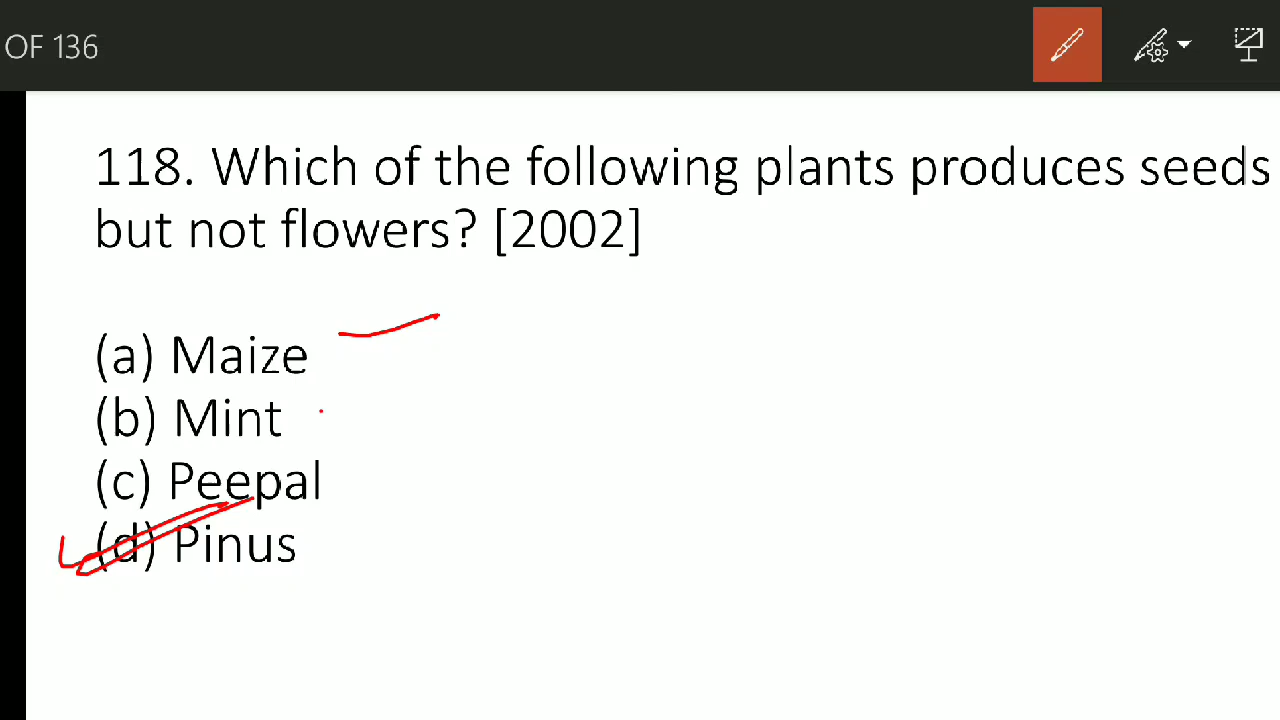 OF 136
118. Which of the following plants produces seeds
but not flowers? [2002]
(a) Maize
(b) Mint
(c) Peepal
(d) Pinus